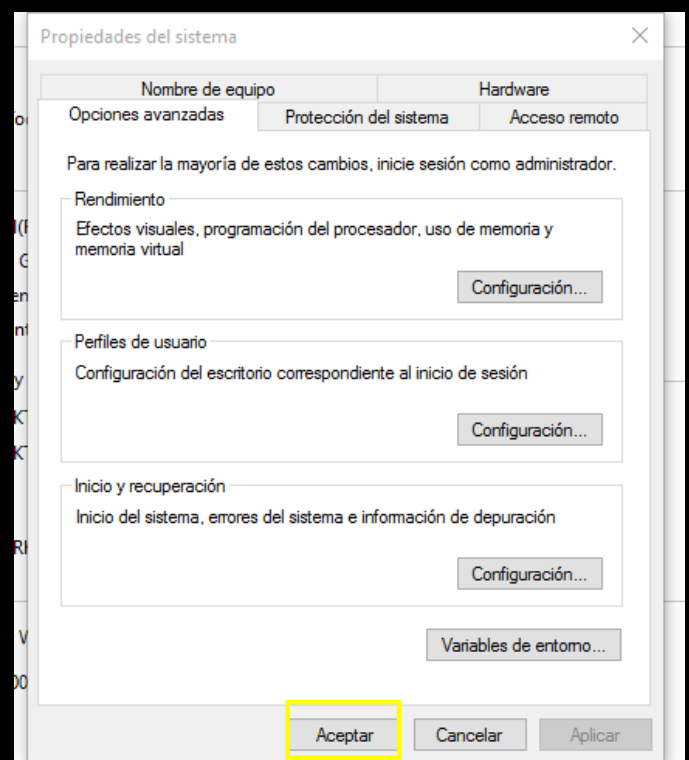 Propiedades del sistema
Nombre de equipo
Hardware
Opciones avanzadas
Protección del sistema
Acceso remoto
Para realizar la mayoría de estos cambios, inicie sesión como administrador.
Rendimiento
Efectos visuales, programación del procesador, uso de memoria y
memoria virtual
Configuración...
Perfiles de usuario
Configuración del escritorio correspondiente al inicio de sesión
Configuración...
Inicio y recuperación
Inicio del sistema, errores del sistema e información de depuración
Configuración...
Variables de entorno...
Aceptar
Cancelar
Aplicar